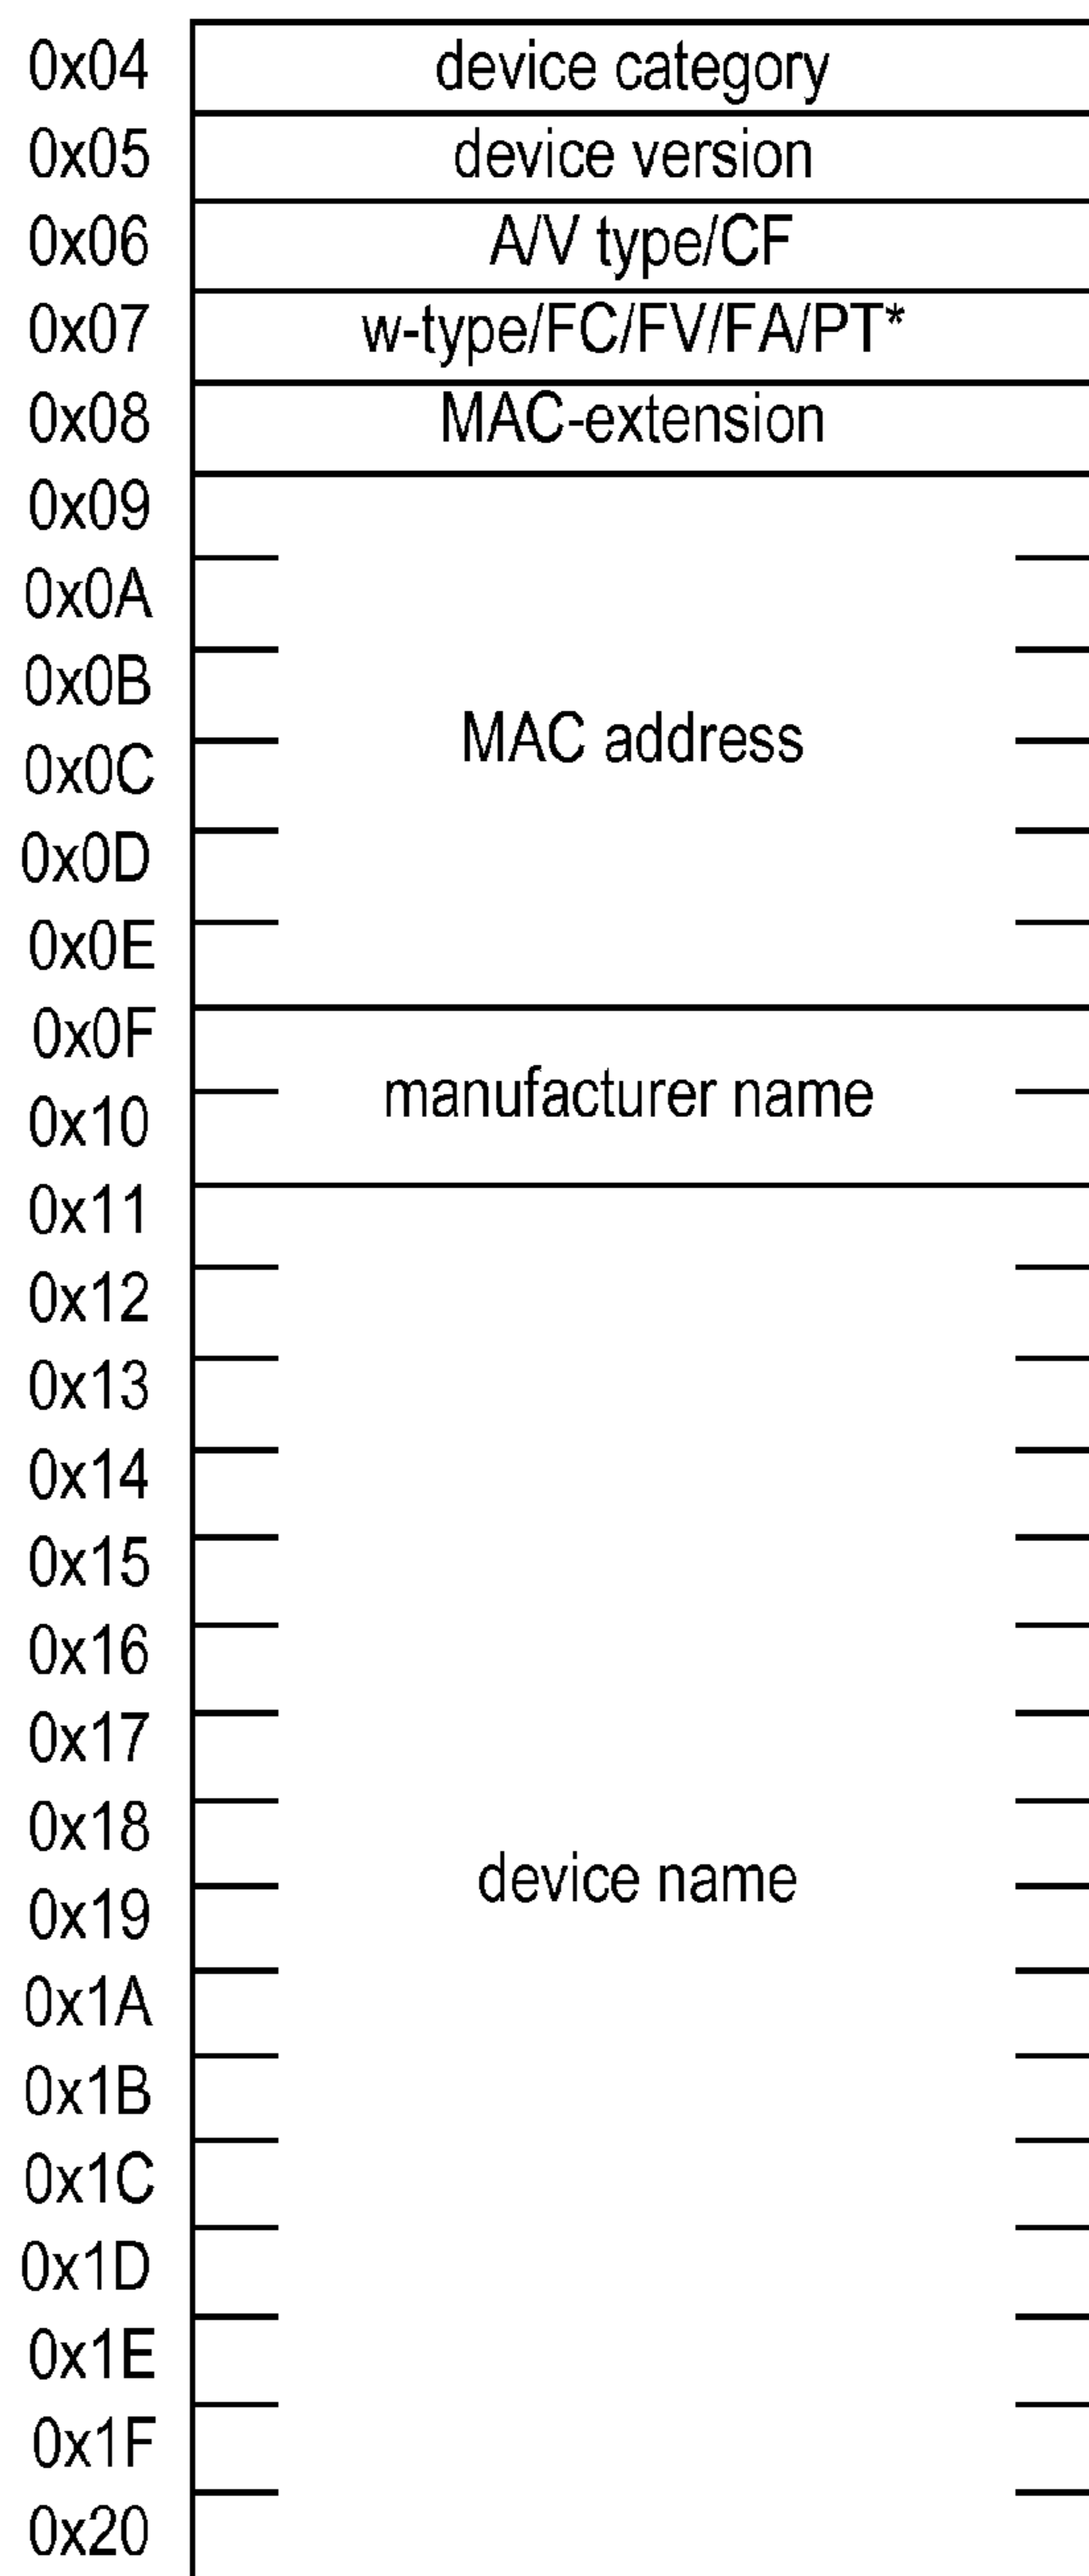 0x04 device category
0x05 device version
0x06 A/V type/CF
0x07 w-type/FC/FV/FA/PT*
0x08 MAC-extension
0x09
0x0A
0x0B
MAC address
0x0C
0x0D
0x0E
0x0F
manufacturer name
0x10
0x11
0x12
0x13
0x14
0x15
0x16
0x17
0x18
device name
0x19
0x1A
0x1B
0x1C
0x1D
0x1E
0x1F
0x20